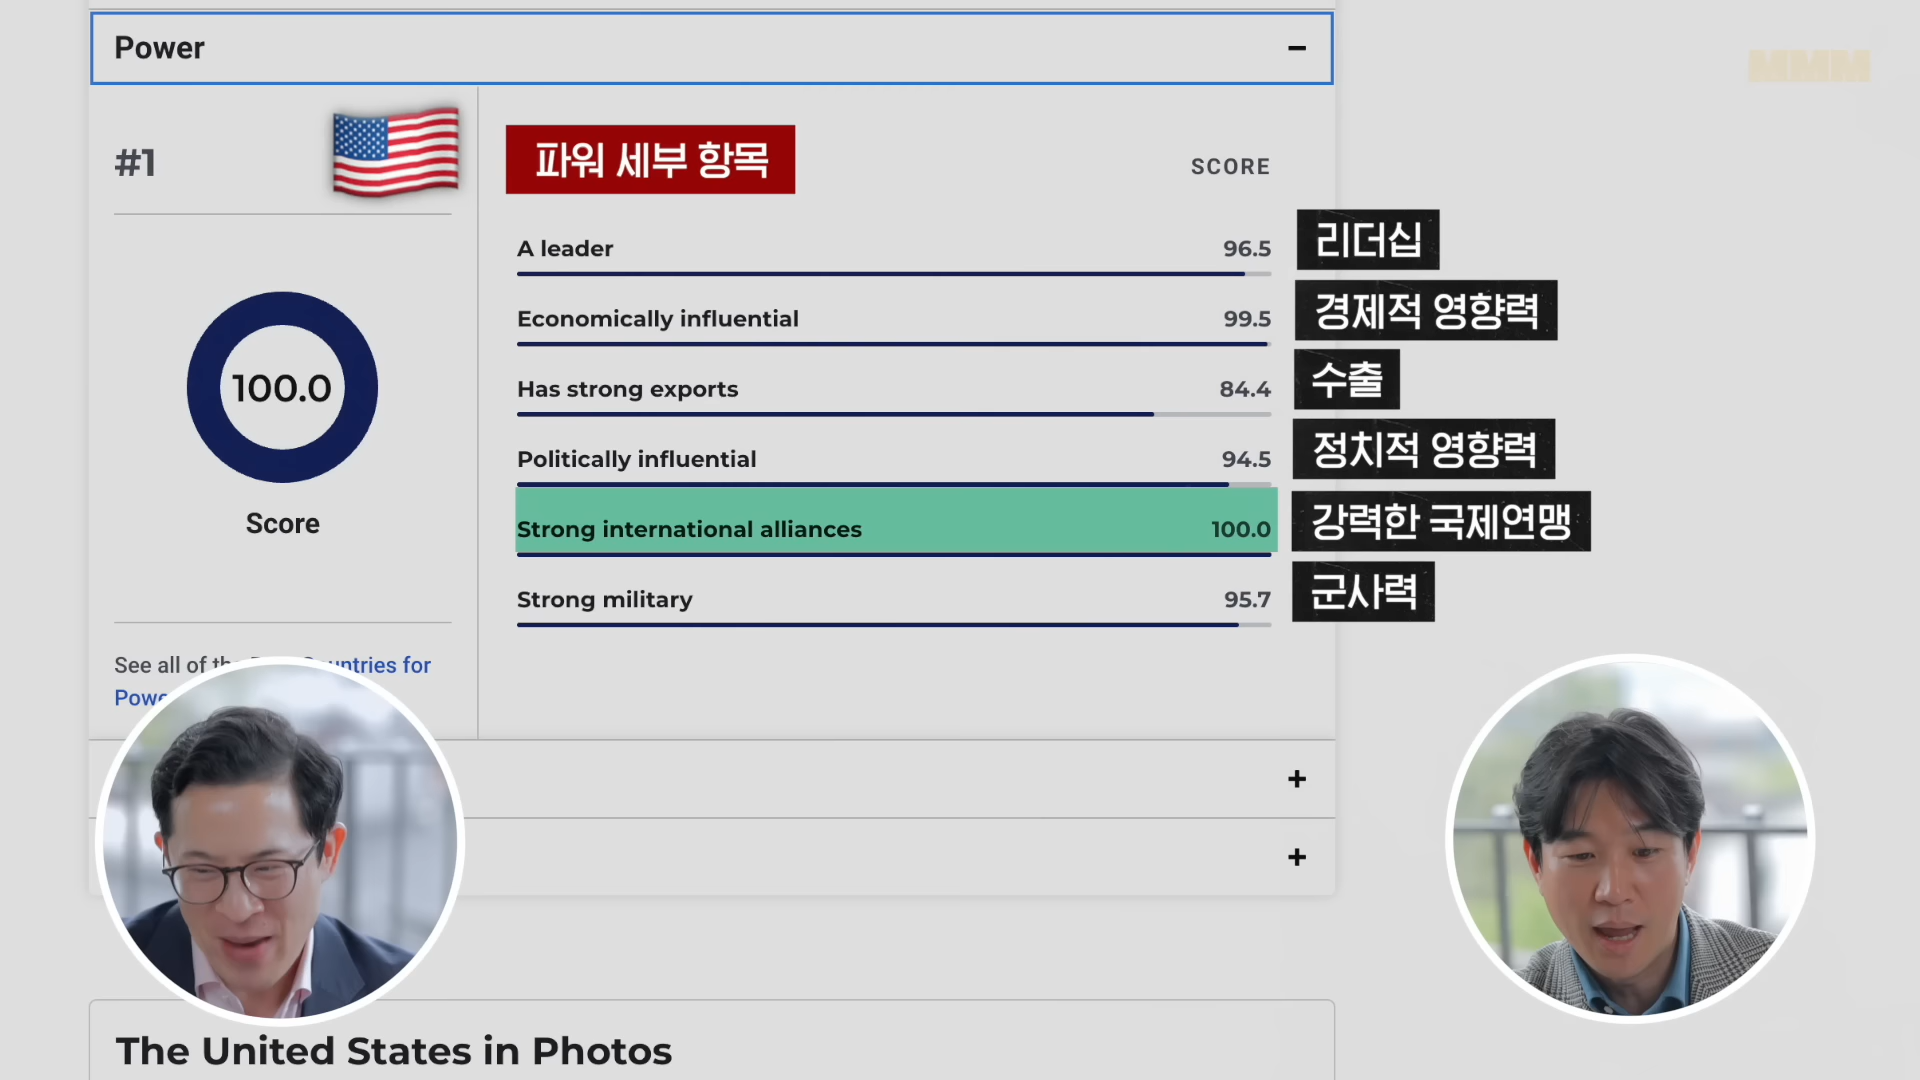 Power
MMM
#1
파워 세부 항목
SCORE
A leader 96.5 리더십
Economically influential 99.5 경제적 영향력
Has strong exports 84.4 수출
Politically influential 94.5 정치적 영향력
Strong international alliances 100.0 강력한 국제연맹
Strong military 95.7 군사력
100.0
Score
See all of for
The United States in Photos